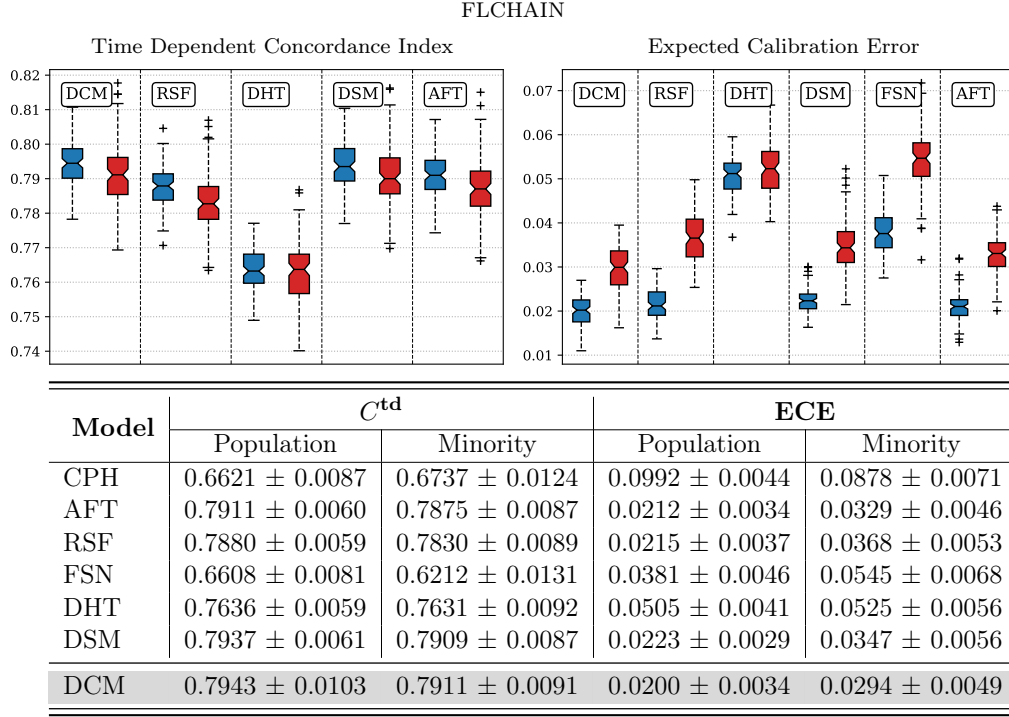 FLCHAIN
Time Dependent Concordance Index
0.82
0.81
0.80
0.79
0.78
0.77
0.76
0.75
0.74
DCM RSF DHT DSM AFT
Expected Calibration Error
0.07
0.06
0.05
0.04
0.03
0.02
0.01
DCM RSF DHT DSM FSN AFT
Model C^td ECE
Population Minority Population Minority
CPH 0.6621 ± 0.0087 0.6737 ± 0.0124 0.0992 ± 0.0044 0.0878 ± 0.0071
AFT 0.7911 ± 0.0060 0.7875 ± 0.0087 0.0212 ± 0.0034 0.0329 ± 0.0046
RSF 0.7880 ± 0.0059 0.7830 ± 0.0089 0.0215 ± 0.0037 0.0368 ± 0.0053
FSN 0.6608 ± 0.0081 0.6212 ± 0.0131 0.0381 ± 0.0046 0.0545 ± 0.0068
DHT 0.7636 ± 0.0059 0.7631 ± 0.0092 0.0505 ± 0.0041 0.0525 ± 0.0056
DSM 0.7937 ± 0.0061 0.7909 ± 0.0087 0.0223 ± 0.0029 0.0347 ± 0.0056
DCM 0.7943 ± 0.0103 0.7911 ± 0.0091 0.0200 ± 0.0034 0.0294 ± 0.0049